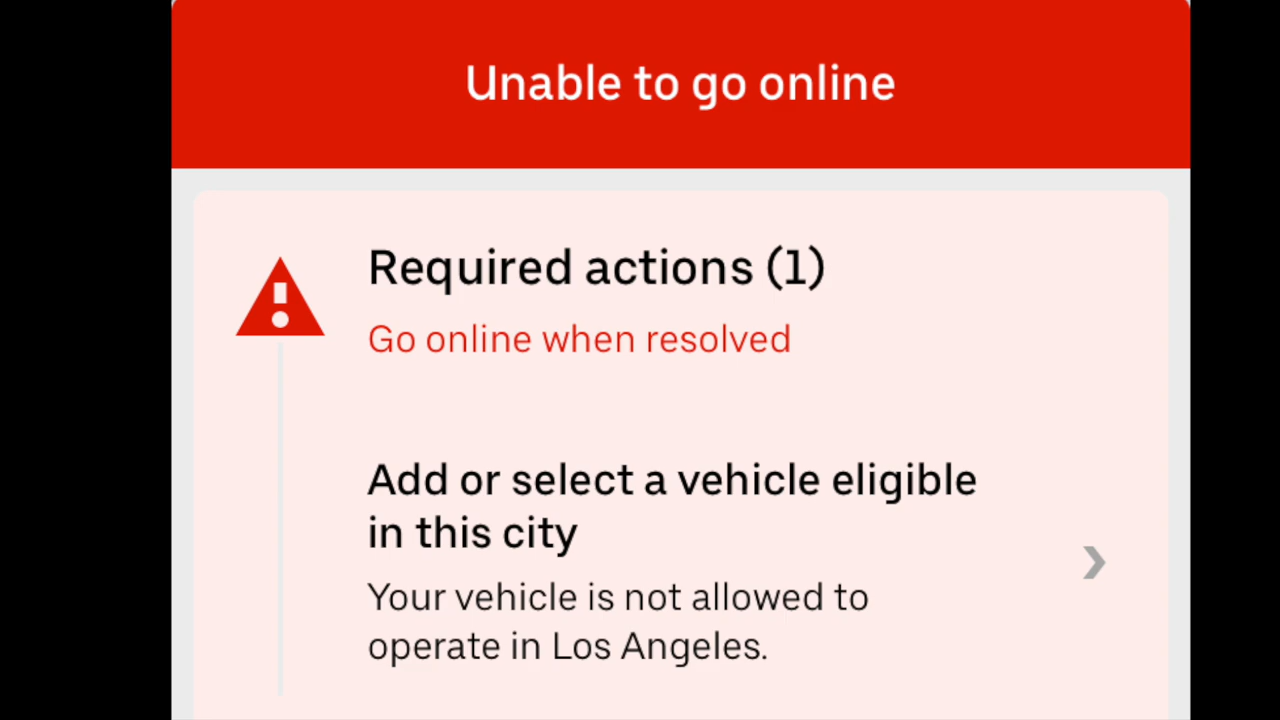 Unable to go online
Required actions (1)
Go online when resolved
Add or select a vehicle eligible
in this city
Your vehicle is not allowed to
operate in Los Angeles.